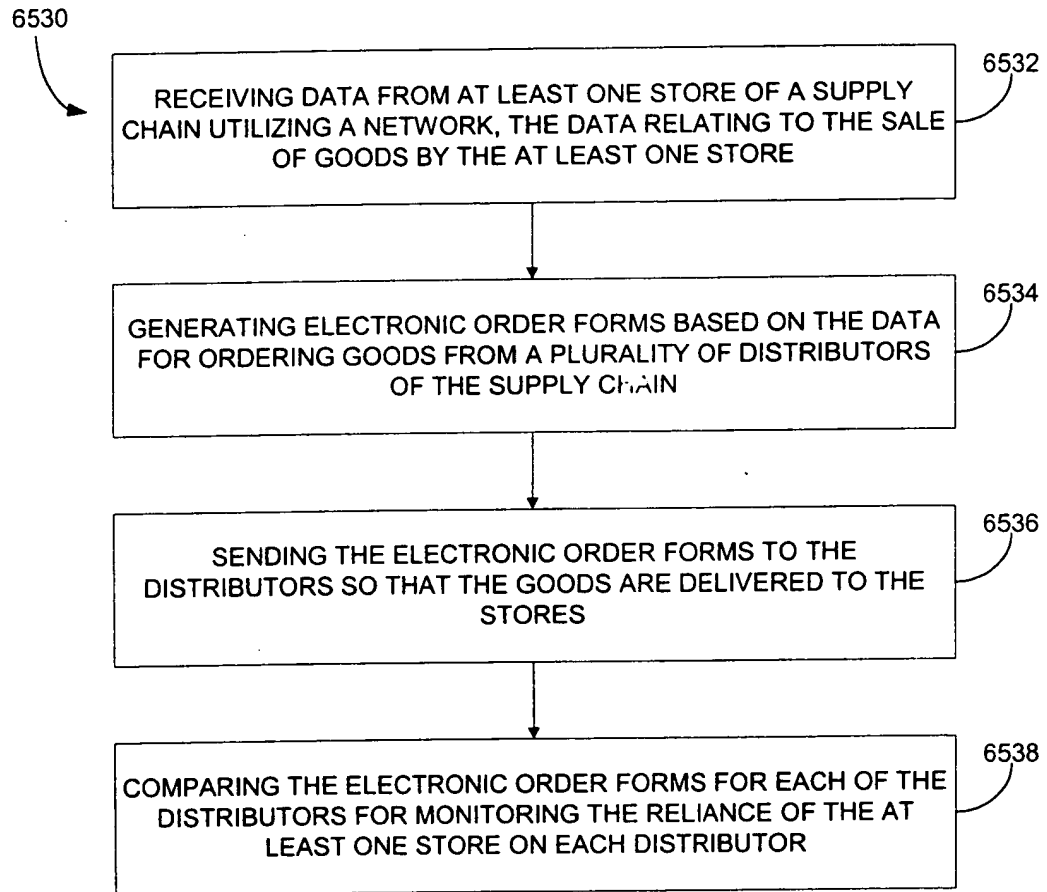 6530
6532
RECEIVING DATA FROM AT LEAST ONE STORE OF A SUPPLY
CHAIN UTILIZING A NETWORK, THE DATA RELATING TO THE SALE
OF GOODS BY THE AT LEAST ONE STORE
6534
GENERATING ELECTRONIC ORDER FORMS BASED ON THE DATA
FOR ORDERING GOODS FROM A PLURALITY OF DISTRIBUTORS
OF THE SUPPLY CHAIN
6536
SENDING THE ELECTRONIC ORDER FORMS TO THE
DISTRIBUTORS SO THAT THE GOODS ARE DELIVERED TO THE
STORES
6538
COMPARING THE ELECTRONIC ORDER FORMS FOR EACH OF THE
DISTRIBUTORS FOR MONITORING THE RELIANCE OF THE AT
LEAST ONE STORE ON EACH DISTRIBUTOR